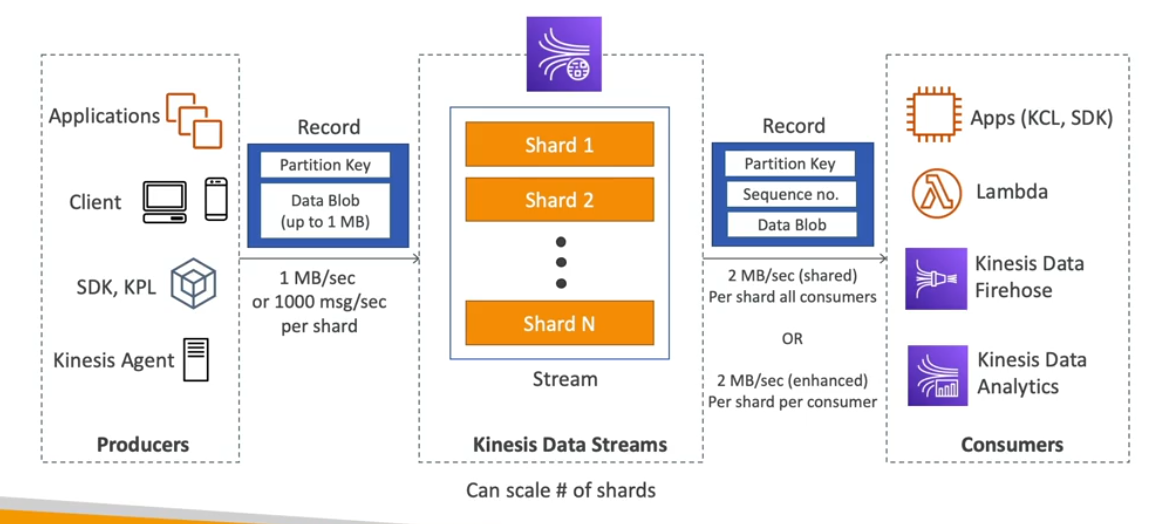 Applications
Client
SDK, KPL
Kinesis Agent
Producers
Record
Partition Key
Data Blob
(up to 1 MB)
1 MB/sec
or 1000 msg/sec
per shard
Shard 1
Shard 2
Shard N
Stream
Kinesis Data Streams
Can scale # of shards
Record
Partition Key
Sequence no.
Data Blob
2 MB/sec (shared)
Per shard all consumers
OR
2 MB/sec (enhanced)
Per shard per consumer
Apps (KCL, SDK)
Lambda
Kinesis Data
Firehose
Kinesis Data
Analytics
Consumers